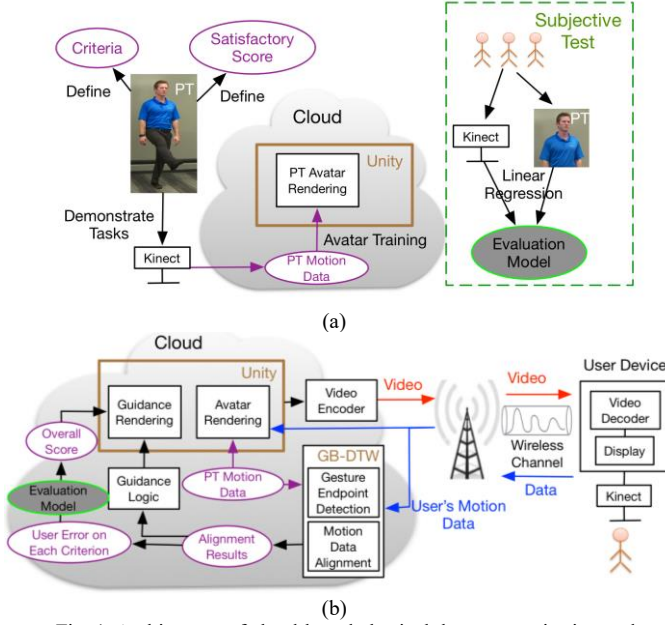 Criteria
Satisfactory
Score
Define
PT
Define
Demonstrate
Tasks
Kinect
Cloud
Unity
PT Avatar
Rendering
Avatar Training
PT Motion
Data
Subjective
Test
Kinect
PT
Linear
Regression
Evaluation
Model
(a)
Cloud
Unity
Guidance
Rendering
Avatar
Rendering
Video
Encoder
Video
Video
User Device
Video
Decoder
Display
Kinect
Wireless
Channel
Data
Overall
Score
Evaluation
Model
Guidance
Logic
PT Motion
Data
GB-DTW
Gesture
Endpoint
Detection
Motion
Data
Alignment
User's Motion
Data
User Error on
Each Criterion
Alignment
Results
(b)